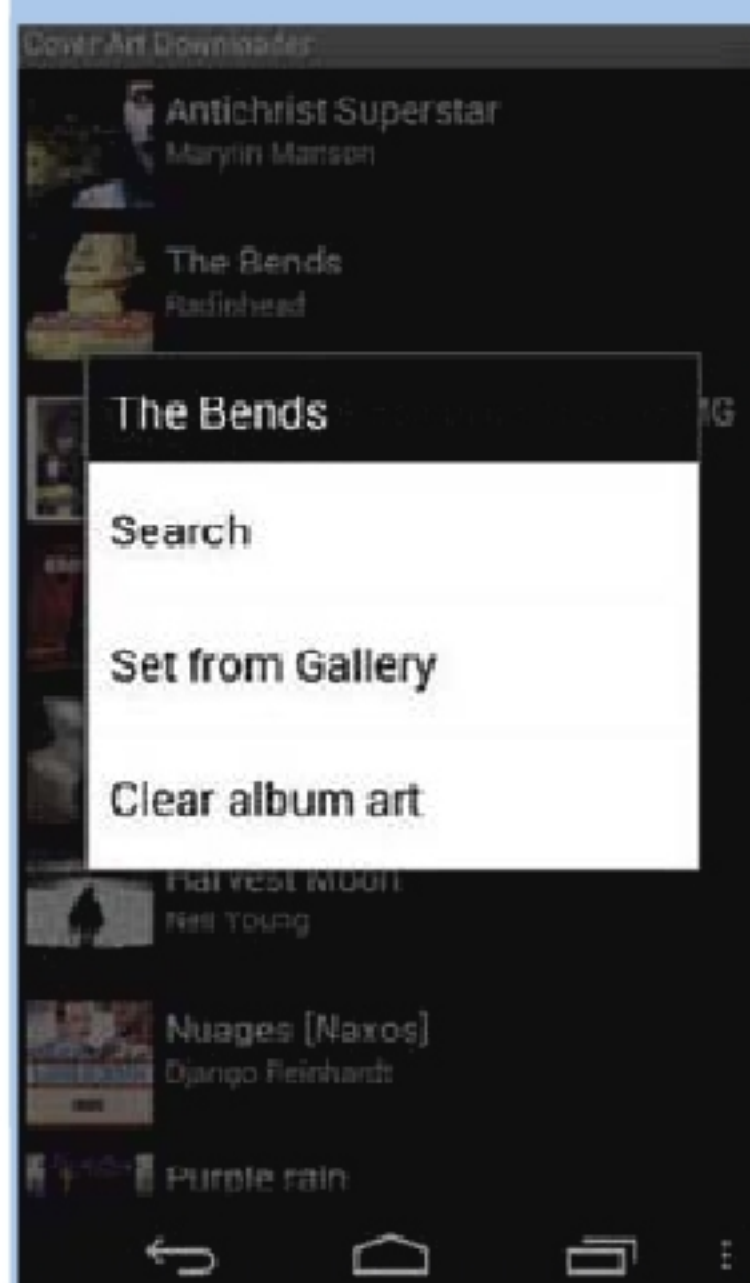 Cover Art Downloader
Antichrist Superstar
Marylin Manson
The Bends
Radiohead
The Bends
MG
Search
Set from Gallery
Clear album art
Harvest Moon
Neil Young
Nuages [Naxos]
Django Reinhardt
Purple rain